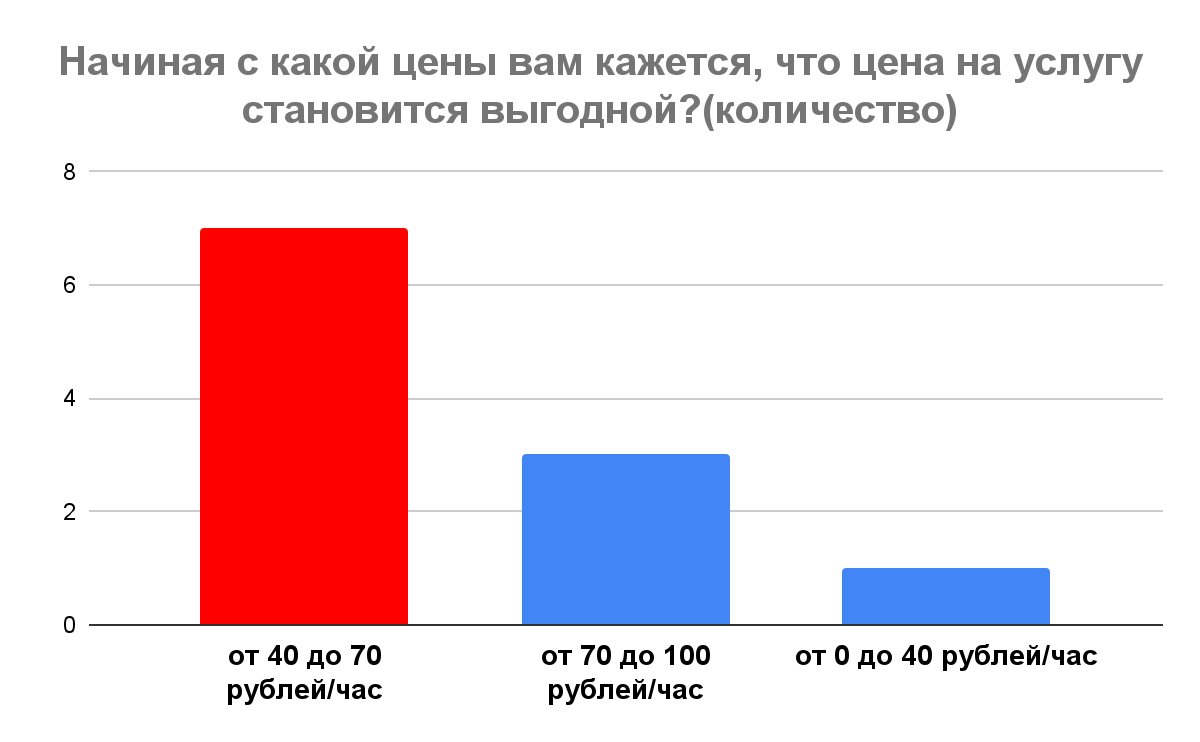 Начиная с какой цены вам кажется, что цена на услугу
становится выгодной?(количество)
8
6
4
2
0
от 40 до 70
рублей/час
от 70 до 100
рублей/час
от 0 до 40 рублей/час